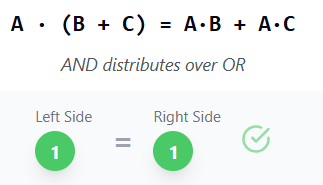 A · (B + C) = A·B + A·C
AND distributes over OR
Left Side Right Side
1 = 1